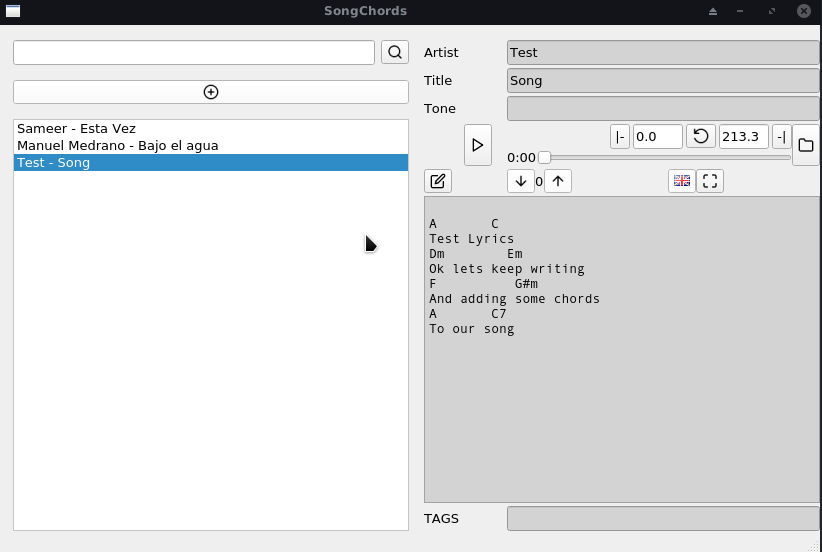 SongChords
Artist Test
Title Song
Tone
Sameer - Esta Vez
Manuel Medrano - Bajo el agua
Test - Song
|- 0.0 213.3 -|
0:00
0
A       C
Test Lyrics
Dm        Em
Ok lets keep writing
F          G#m
And adding some chords
A       C7
To our song
TAGS